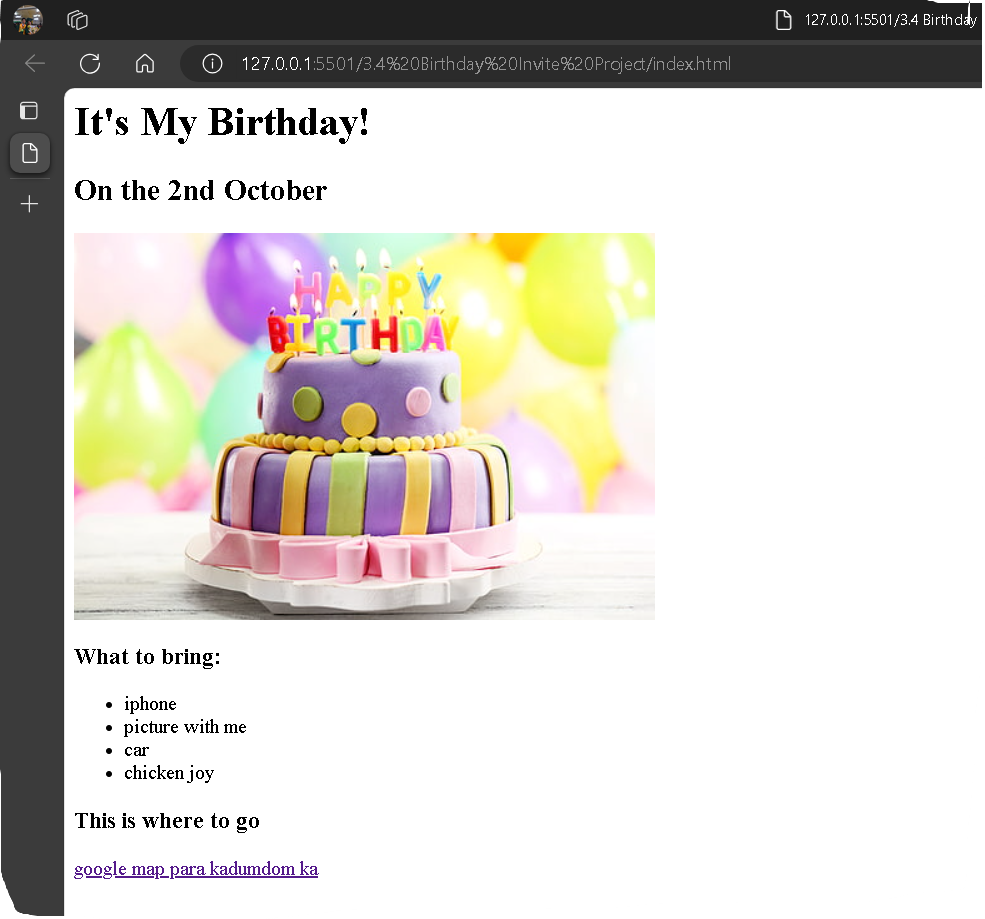 127.0.0.1:5501/3.4 Birthday
127.0.0.1:5501/3.4%20Birthday%20Invite%20Project/index.html
It's My Birthday!
On the 2nd October
HAPPY
BIRTHDAY
What to bring:
iphone
picture with me
car
chicken joy
This is where to go
google map para kadumdom ka